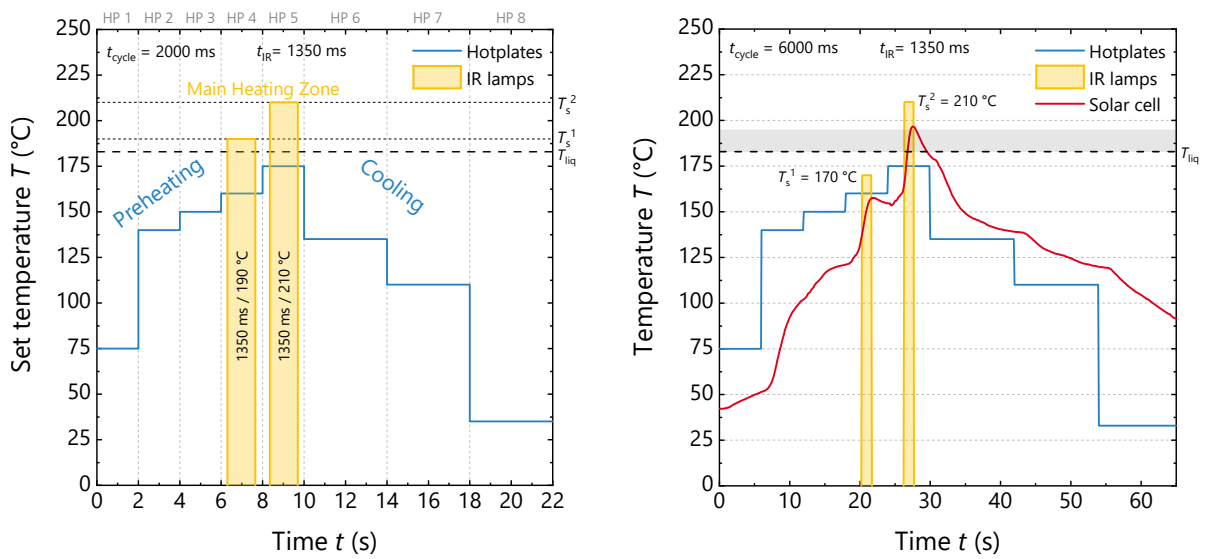 HP 1 HP 2 HP 3 HP 4 HP 5 HP 6 HP 7 HP 8
250
225
200
175
150
125
100
75
50
25
0
Set temperature T (°C)
t_cycle = 2000 ms
t_IR = 1350 ms
Hotplates
IR lamps
Main Heating Zone
T_s^2
T_s^1
T_liq
Preheating
Cooling
1350 ms / 190 °C
1350 ms / 210 °C
0 2 4 6 8 10 12 14 16 18 20 22
Time t (s)
250
225
200
175
150
125
100
75
50
25
0
Temperature T (°C)
t_cycle = 6000 ms
t_IR = 1350 ms
Hotplates
IR lamps
Solar cell
T_s^2 = 210 °C
T_liq
T_s^1 = 170 °C
0 10 20 30 40 50 60
Time t (s)